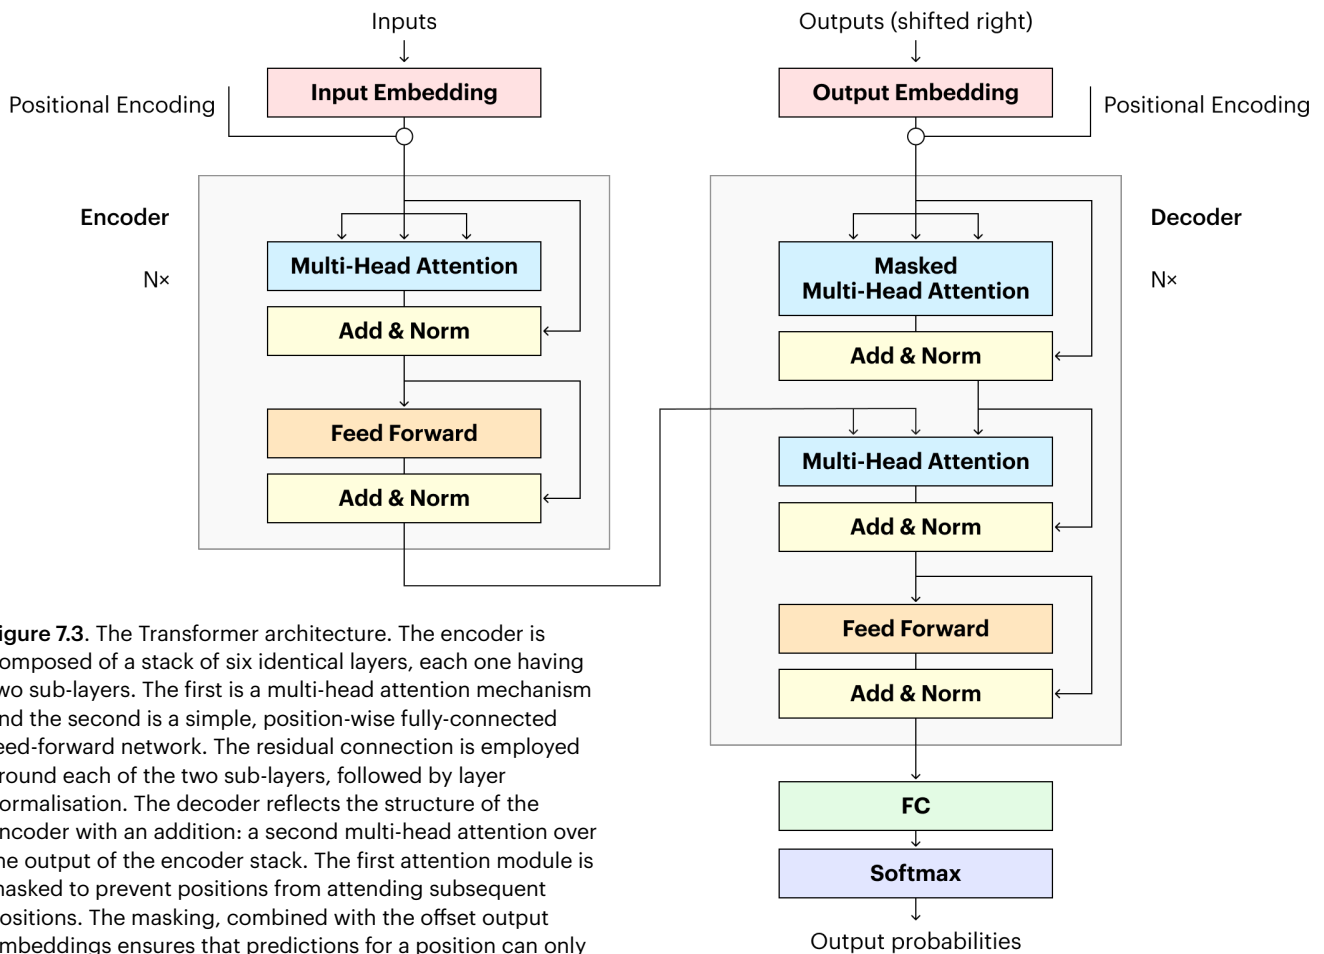 Inputs
Outputs (shifted right)
Input Embedding
Output Embedding
Positional Encoding
Positional Encoding
Encoder
Decoder
N×
N×
Multi-Head Attention
Add & Norm
Feed Forward
Add & Norm
Masked
Multi-Head Attention
Add & Norm
Multi-Head Attention
Add & Norm
Feed Forward
Add & Norm
FC
Softmax
Output probabilities
igure 7.3. The Transformer architecture. The encoder is
omposed of a stack of six identical layers, each one having
wo sub-layers. The first is a multi-head attention mechanism
nd the second is a simple, position-wise fully-connected
eed-forward network. The residual connection is employed
round each of the two sub-layers, followed by layer
ormalisation. The decoder reflects the structure of the
ncoder with an addition: a second multi-head attention over
he output of the encoder stack. The first attention module is
nasked to prevent positions from attending subsequent
ositions. The masking, combined with the offset output
mbeddings ensures that predictions for a position can only